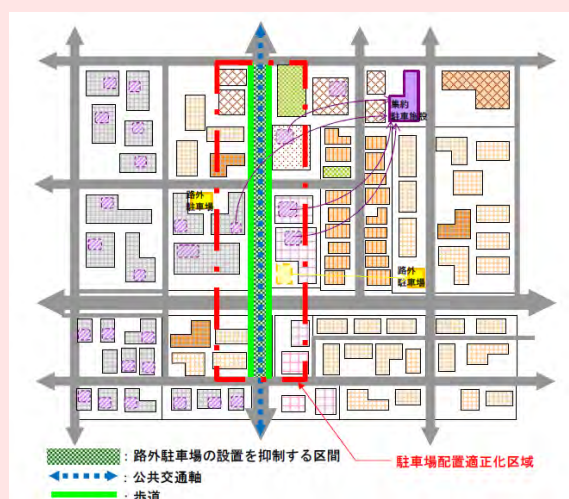 集約
駐車施設
路外
駐車場
路外
駐車場
：路外駐車場の設置を抑制する区間
：公共交通軸
：歩道
駐車場配置適正化区域